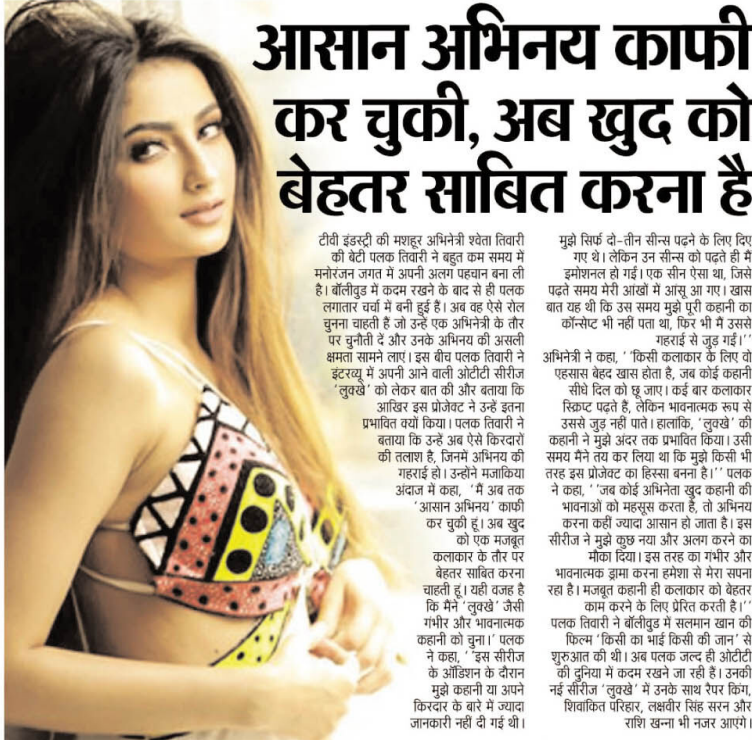 आसान अभिनय काफी
कर चुकी, अब खुद को
बेहतर साबित करना है
टीवी इंडस्ट्री की मशहूर अभिनेत्री श्वेता तिवारी
की बेटी पलक तिवारी ने बहुत कम समय में
मनोरंजन जगत में अपनी अलग पहचान बना ली
है। बॉलीवुड में कदम रखने के बाद से ही पलक
लगातार चर्चा में बनी हुई हैं। अब वह ऐसे रोल
चुनना चाहती हैं जो उन्हें एक अभिनेत्री के तौर
पर चुनौती दें और उनके अभिनय की असली
क्षमता सामने लाएं। इस बीच पलक तिवारी ने
इंटरव्यू में अपनी आने वाली ओटीटी सीरीज
'लुक्खे' को लेकर बात की और बताया कि
आखिर इस प्रोजेक्ट ने उन्हें इतना
प्रभावित क्यों किया। पलक तिवारी ने
बताया कि उन्हें अब ऐसे किरदारों
की तलाश है, जिनमें अभिनय की
गहराई हो। उन्होंने मजाकिया
अंदाज में कहा, 'मैं अब तक
'आसान अभिनय' काफी
कर चुकी हूं। अब खुद
को एक मजबूत
कलाकार के तौर पर
बेहतर साबित करना
चाहती हूं। यही वजह है
कि मैंने 'लुक्खे' जैसी
गंभीर और भावनात्मक
कहानी को चुना।' पलक
ने कहा, ''इस सीरीज
के ऑडिशन के दौरान
मुझे कहानी या अपने
किरदार के बारे में ज्यादा
जानकारी नहीं दी गई थी।
मुझे सिर्फ दो-तीन सीन्स पढ़ने के लिए दिए
गए थे। लेकिन उन सीन्स को पढ़ते ही मैं
इमोशनल हो गई। एक सीन ऐसा था, जिसे
पढ़ते समय मेरी आंखों में आंसू आ गए। खास
बात यह थी कि उस समय मुझे पूरी कहानी का
कॉन्सेप्ट भी नहीं पता था, फिर भी मैं उससे
गहराई से जुड़ गई।''
अभिनेत्री ने कहा, ''किसी कलाकार के लिए वो
एहसास बेहद खास होता है, जब कोई कहानी
सीधे दिल को छू जाए। कई बार कलाकार
स्क्रिप्ट पढ़ते हैं, लेकिन भावनात्मक रूप से
उससे जुड़ नहीं पाते। हालांकि, 'लुक्खे' की
कहानी ने मुझे अंदर तक प्रभावित किया। उसी
समय मैंने तय कर लिया था कि मुझे किसी भी
तरह इस प्रोजेक्ट का हिस्सा बनना है।'' पलक
ने कहा, ''जब कोई अभिनेता खुद कहानी की
भावनाओं को महसूस करता है, तो अभिनय
करना कहीं ज्यादा आसान हो जाता है। इस
सीरीज ने मुझे कुछ नया और अलग करने का
मौका दिया। इस तरह का गंभीर और
भावनात्मक ड्रामा करना हमेशा से मेरा सपना
रहा है। मजबूत कहानी ही कलाकार को बेहतर
काम करने के लिए प्रेरित करती है।''
पलक तिवारी ने बॉलीवुड में सलमान खान की
फिल्म 'किसी का भाई किसी की जान' से
शुरुआत की थी। अब पलक जल्द ही ओटीटी
की दुनिया में कदम रखने जा रही हैं। उनकी
नई सीरीज 'लुक्खे' में उनके साथ रैपर किंग,
शिवांकित परिहार, लक्षवीर सिंह सरन और
राशि खन्ना भी नजर आएंगे।